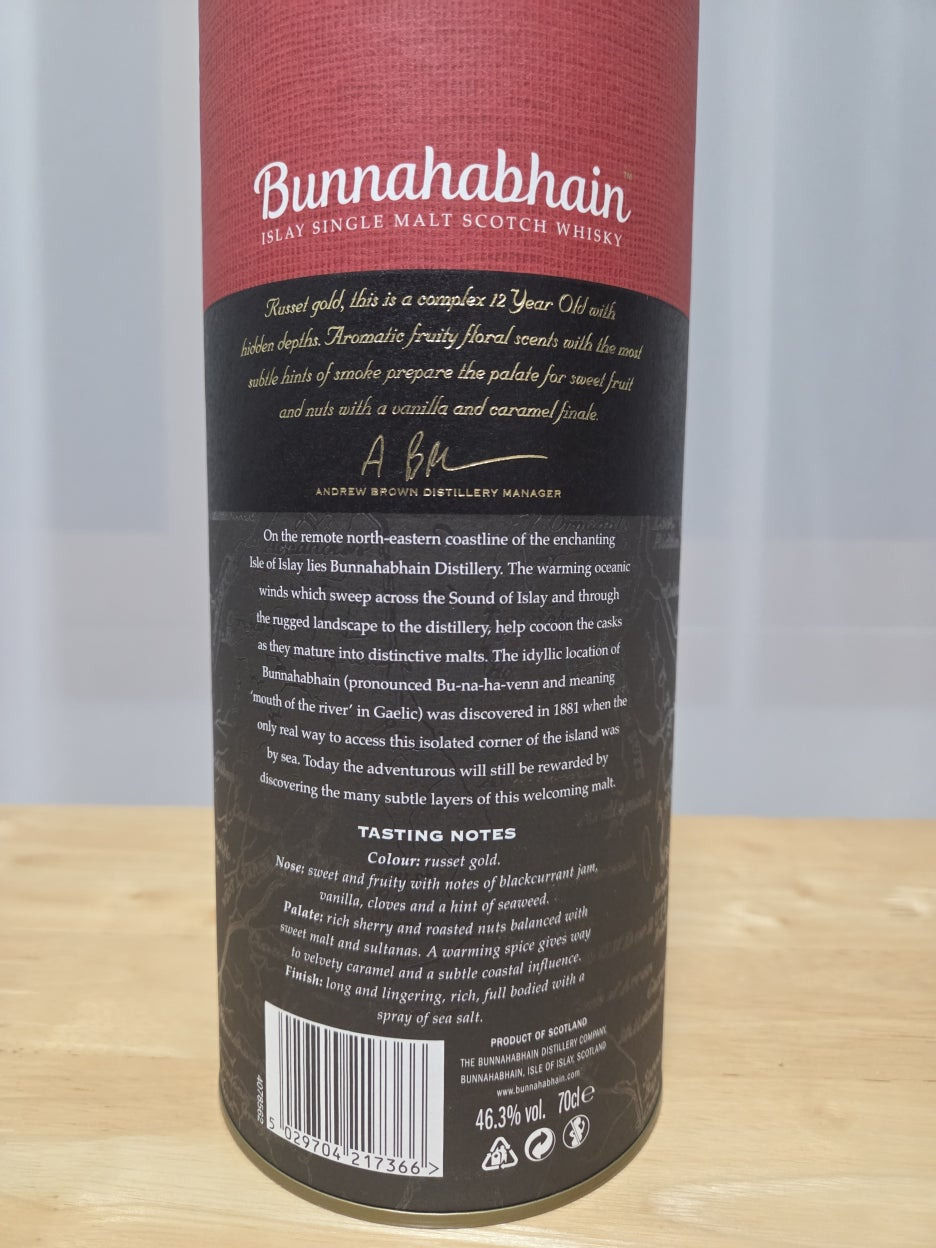 Bunnahabhain™
ISLAY SINGLE MALT SCOTCH WHISKY
Russet gold, this is a complex 12 Year Old with
hidden depths. Aromatic fruity floral scents with the most
subtle hints of smoke prepare the palate for sweet fruit
and nuts with a vanilla and caramel finale.
ANDREW BROWN DISTILLERY MANAGER
On the remote north-eastern coastline of the enchanting
Isle of Islay lies Bunnahabhain Distillery. The warming oceanic
winds which sweep across the Sound of Islay and through
the rugged landscape to the distillery, help cocoon the casks
as they mature into distinctive malts. The idyllic location of
Bunnahabhain (pronounced Bu-na-ha-venn and meaning
'mouth of the river' in Gaelic) was discovered in 1881 when the
only real way to access this isolated corner of the island was
by sea. Today the adventurous will still be rewarded by
discovering the many subtle layers of this welcoming malt.
TASTING NOTES
Colour: russet gold.
Nose: sweet and fruity with notes of blackcurrant jam,
vanilla, cloves and a hint of seaweed.
Palate: rich sherry and roasted nuts balanced with
sweet malt and sultanas. A warming spice gives way
to velvety caramel and a subtle coastal influence.
Finish: long and lingering, rich, full bodied with a
spray of sea salt.
PRODUCT OF SCOTLAND
THE BUNNAHABHAIN DISTILLERY COMPANY,
BUNNAHABHAIN, ISLE OF ISLAY, SCOTLAND
www.bunnahabhain.com
46.3% vol. 70cl e
4078562
5 029704 217366 >